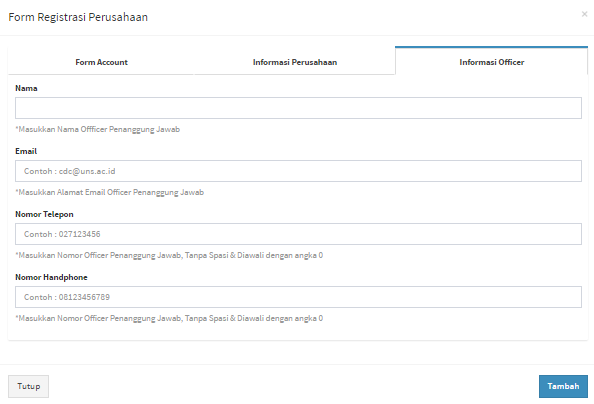 Form Registrasi Perusahaan
×
Form Account
Informasi Perusahaan
Informasi Officer
Nama
*Masukkan Nama Offficer Penanggung Jawab
Email
Contoh : cdc@uns.ac.id
*Masukkan Alamat Email Officer Penanggung Jawab
Nomor Telepon
Contoh : 027123456
*Masukkan Nomor Officer Penanggung Jawab, Tanpa Spasi & Diawali dengan angka 0
Nomor Handphone
Contoh : 08123456789
*Masukkan Nomor Officer Penanggung Jawab, Tanpa Spasi & Diawali dengan angka 0
Tutup
Tambah